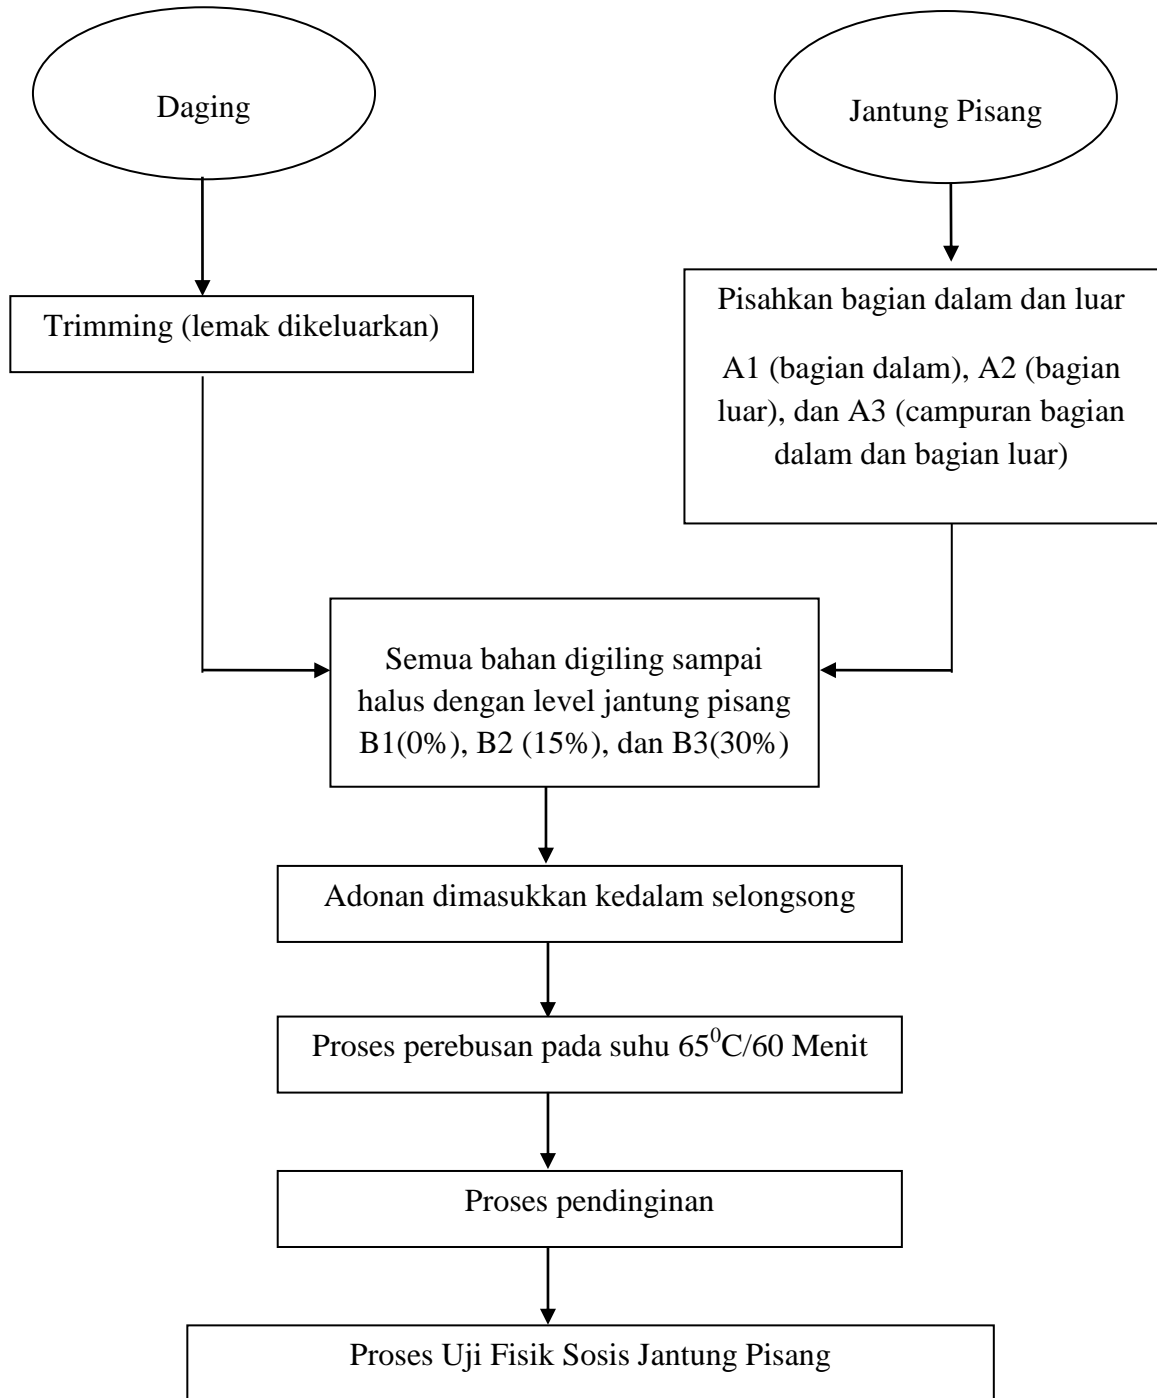 Daging
Jantung Pisang
Trimming (lemak dikeluarkan)
Pisahkan bagian dalam dan luar
A1 (bagian dalam), A2 (bagian
luar), dan A3 (campuran bagian
dalam dan bagian luar)
Semua bahan digiling sampai
halus dengan level jantung pisang
B1(0%), B2 (15%), dan B3(30%)
Adonan dimasukkan kedalam selongsong
Proses perebusan pada suhu 65⁰C/60 Menit
Proses pendinginan
Proses Uji Fisik Sosis Jantung Pisang